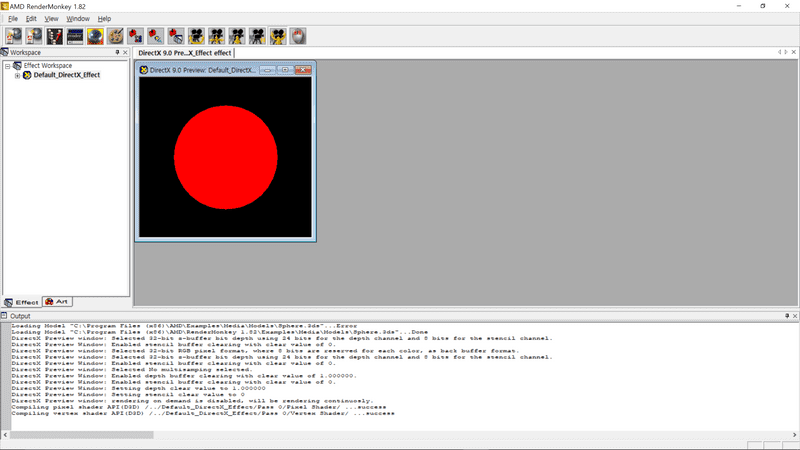 AMD RenderMonkey 1.82
File Edit View Window Help
Workspace
Effect Workspace
Default_DirectX_Effect
DirectX 9.0 Pre...X_Effect effect
DirectX 9.0 Preview: Default_DirectX...
Effect Art
Output
Loading Model "C:\Program Files (x86)\AMD\Examples\Media\Models\Sphere.3ds"...Error
Loading Model "C:\Program Files (x86)\AMD\RenderMonkey 1.82\Examples\Media\Models\Sphere.3ds"...Done
DirectX Preview window: Selected 32-bit z-buffer bit depth using 24 bits for the depth channel and 8 bits for the stencil channel.
DirectX Preview window: Enabled stencil buffer clearing with clear value of 0.
DirectX Preview window: Selected 32-bit RGB pixel format, where 8 bits are reserved for each color, as back buffer format.
DirectX Preview window: Selected 32-bit z-buffer bit depth using 24 bits for the depth channel and 8 bits for the stencil channel.
DirectX Preview window: Enabled stencil buffer clearing with clear value of 0.
DirectX Preview window: Selected No multisamping selected.
DirectX Preview window: Enabled depth buffer clearing with clear value of 1.000000.
DirectX Preview window: Enabled stencil buffer clearing with clear value of 0.
DirectX Preview window: Setting depth clear value to 1.000000
DirectX Preview window: Setting stencil clear value to 0
DirectX Preview window: rendering on demand is disabled, will be rendering continuosly.
Compiling pixel shader API(D3D) /../Default_DirectX_Effect/Pass 0/Pixel Shader/ ...success
Compiling vertex shader API(D3D) /../Default_DirectX_Effect/Pass 0/Vertex Shader/ ...success